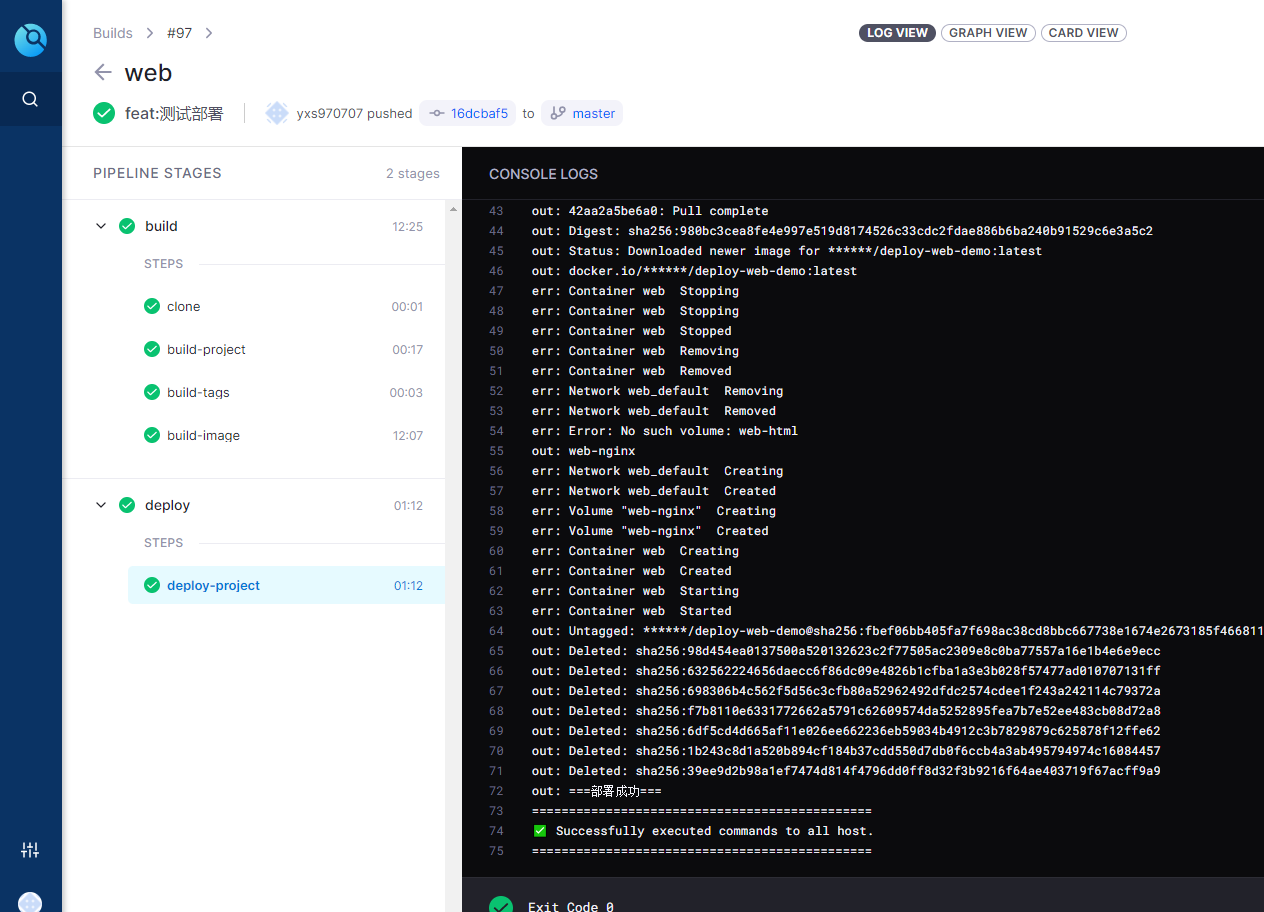 Builds #97
LOG VIEW GRAPH VIEW CARD VIEW
web
feat:测试部署 yxs970707 pushed 16dcbaf5 to master
PIPELINE STAGES 2 stages
build 12:25
STEPS
clone 00:01
build-project 00:17
build-tags 00:03
build-image 12:07
deploy 01:12
STEPS
deploy-project 01:12
CONSOLE LOGS
43 out: 42aa2a5be6a0: Pull complete
44 out: Digest: sha256:980bc3cea8fe4e997e519d8174526c33cdc2fdae886b6ba240b91529c6e3a5c2
45 out: Status: Downloaded newer image for ******/deploy-web-demo:latest
46 out: docker.io/******/deploy-web-demo:latest
47 err: Container web  Stopping
48 err: Container web  Stopping
49 err: Container web  Stopped
50 err: Container web  Removing
51 err: Container web  Removed
52 err: Network web_default  Removing
53 err: Network web_default  Removed
54 err: Error: No such volume: web-html
55 out: web-nginx
56 err: Network web_default  Creating
57 err: Network web_default  Created
58 err: Volume "web-nginx"  Creating
59 err: Volume "web-nginx"  Created
60 err: Container web  Creating
61 err: Container web  Created
62 err: Container web  Starting
63 err: Container web  Started
64 out: Untagged: ******/deploy-web-demo@sha256:fbef06bb405fa7f698ac38cd8bbc667738e1674e2673185f466811
65 out: Deleted: sha256:98d454ea0137500a520132623c2f77505ac2309e8c0ba77557a16e1b4e6e9ecc
66 out: Deleted: sha256:632562224656daecc6f86dc09e4826b1cfba1a3e3b028f57477ad010707131ff
67 out: Deleted: sha256:698306b4c562f5d56c3cfb80a52962492dfdc2574cdee1f243a242114c79372a
68 out: Deleted: sha256:f7b8110e6331772662a5791c62609574da5252895fea7b7e52ee483cb08d72a8
69 out: Deleted: sha256:6df5cd4d665af11e026ee662236eb59034b4912c3b7829879c625878f12ffe62
70 out: Deleted: sha256:1b243c8d1a520b894cf184b37cdd550d7db0f6ccb4a3ab495794974c16084457
71 out: Deleted: sha256:39ee9d2b98a1ef7474d814f4796dd0ff8d32f3b9216f64ae403719f67acff9a9
72 out: ===部署成功===
73 ==============================================
74 ✅ Successfully executed commands to all host.
75 ==============================================
Exit Code 0